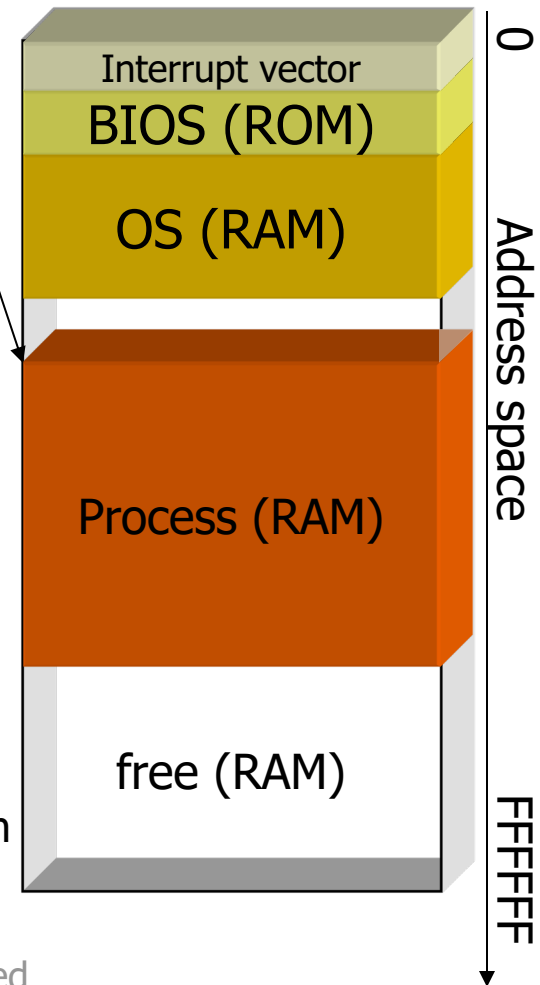 Interrupt vector
BIOS (ROM)
OS (RAM)
Process (RAM)
free (RAM)
0
Address space
FFFFFF